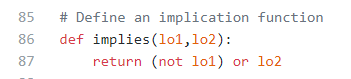 85 # Define an implication function
86 def implies(lo1,lo2):
87     return (not lo1) or lo2